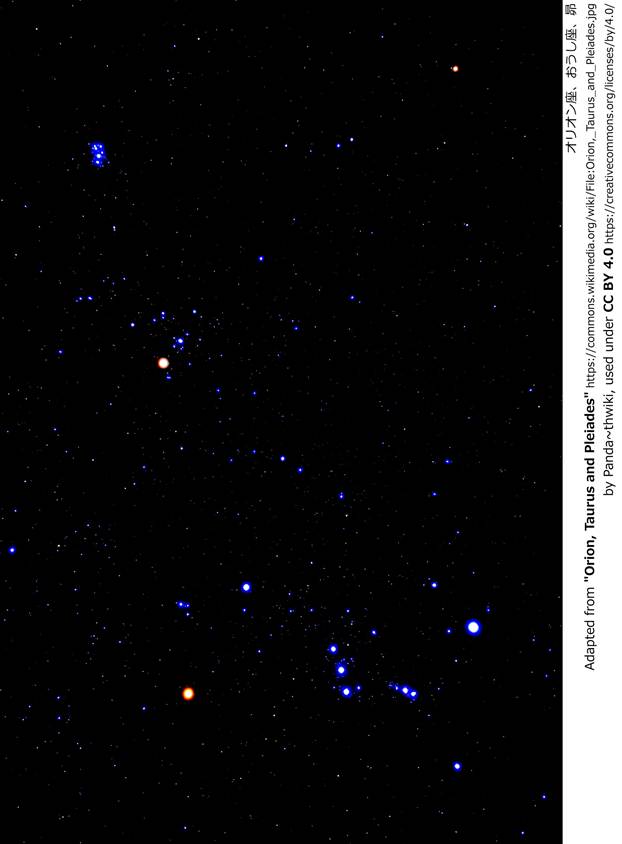 オリオン座、おうし座、昴
Adapted from "Orion, Taurus and Pleiades" https://commons.wikimedia.org/wiki/File:Orion,_Taurus_and_Pleiades.jpg
by Panda~thwiki, used under CC BY 4.0 https://creativecommons.org/licenses/by/4.0/